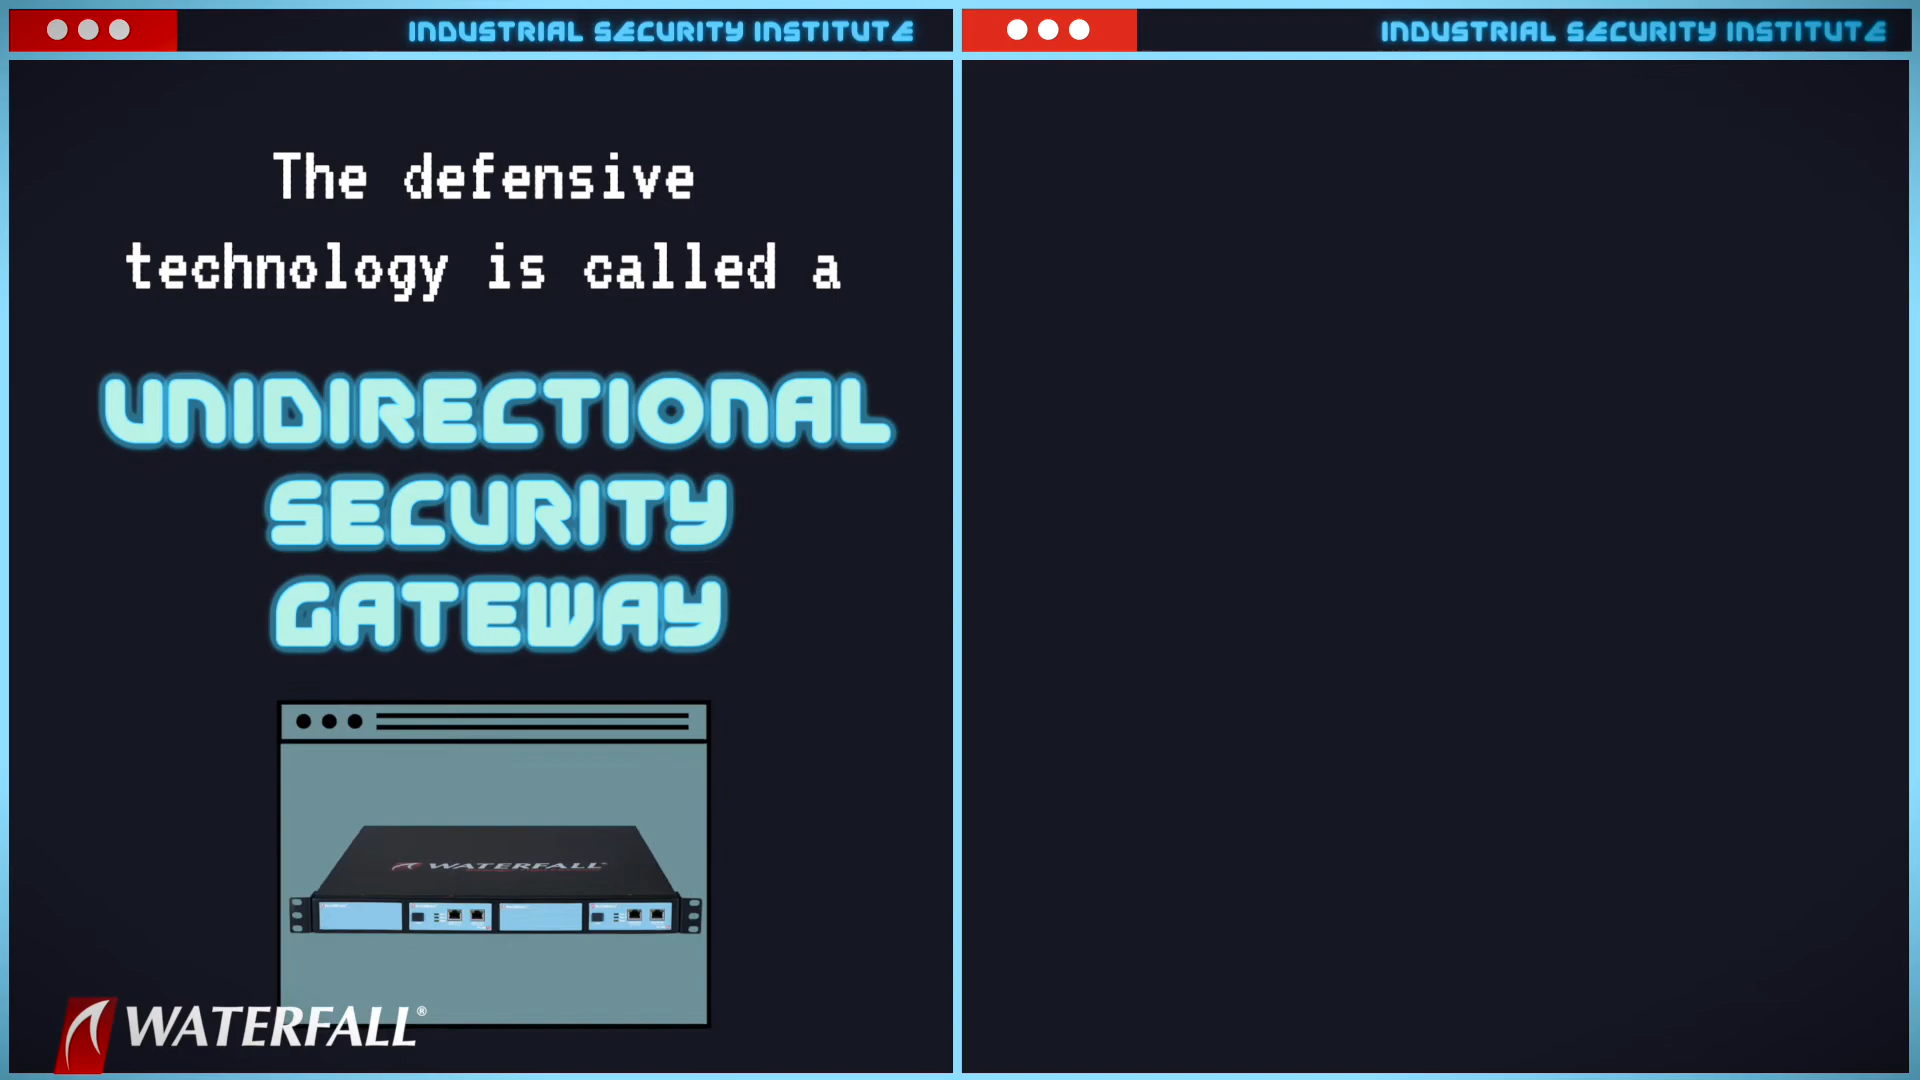 INDUSTRIAL SECURITY INSTITUTE
INDUSTRIAL SECURITY INSTITUTE
The defensive
technology is called a
UNIDIRECTIONAL
SECURITY
GATEWAY
WATERFALL®
WATERFALL®